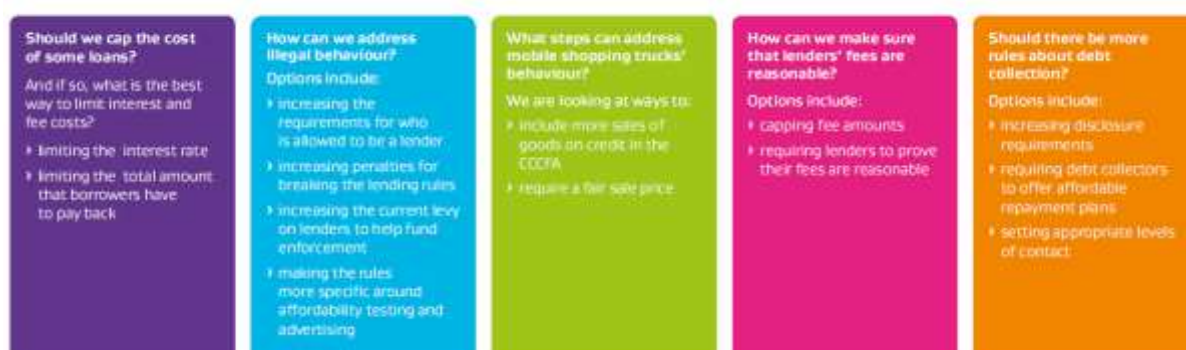 Should we cap the cost
of some loans?
And if so, what is the best
way to limit interest and
fee costs?
› limiting the interest rate
› limiting the total amount
that borrowers have
to pay back
How can we address
illegal behaviour?
Options include:
› increasing the
requirements for who
is allowed to be a lender
› increasing penalties for
breaking the lending rules
› increasing the current levy
on lenders to help fund
enforcement
› making the rules
more specific around
affordability testing and
advertising
What steps can address
mobile shopping trucks'
behaviour?
We are looking at ways to:
› include more sales of
goods on credit in the
CCCFA
› require a fair sale price
How can we make sure
that lenders' fees are
reasonable?
Options include:
› capping fee amounts
› requiring lenders to prove
their fees are reasonable
Should there be more
rules about debt
collection?
Options include:
› increasing disclosure
requirements
› requiring debt collectors
to offer affordable
repayment plans
› setting appropriate levels
of contact